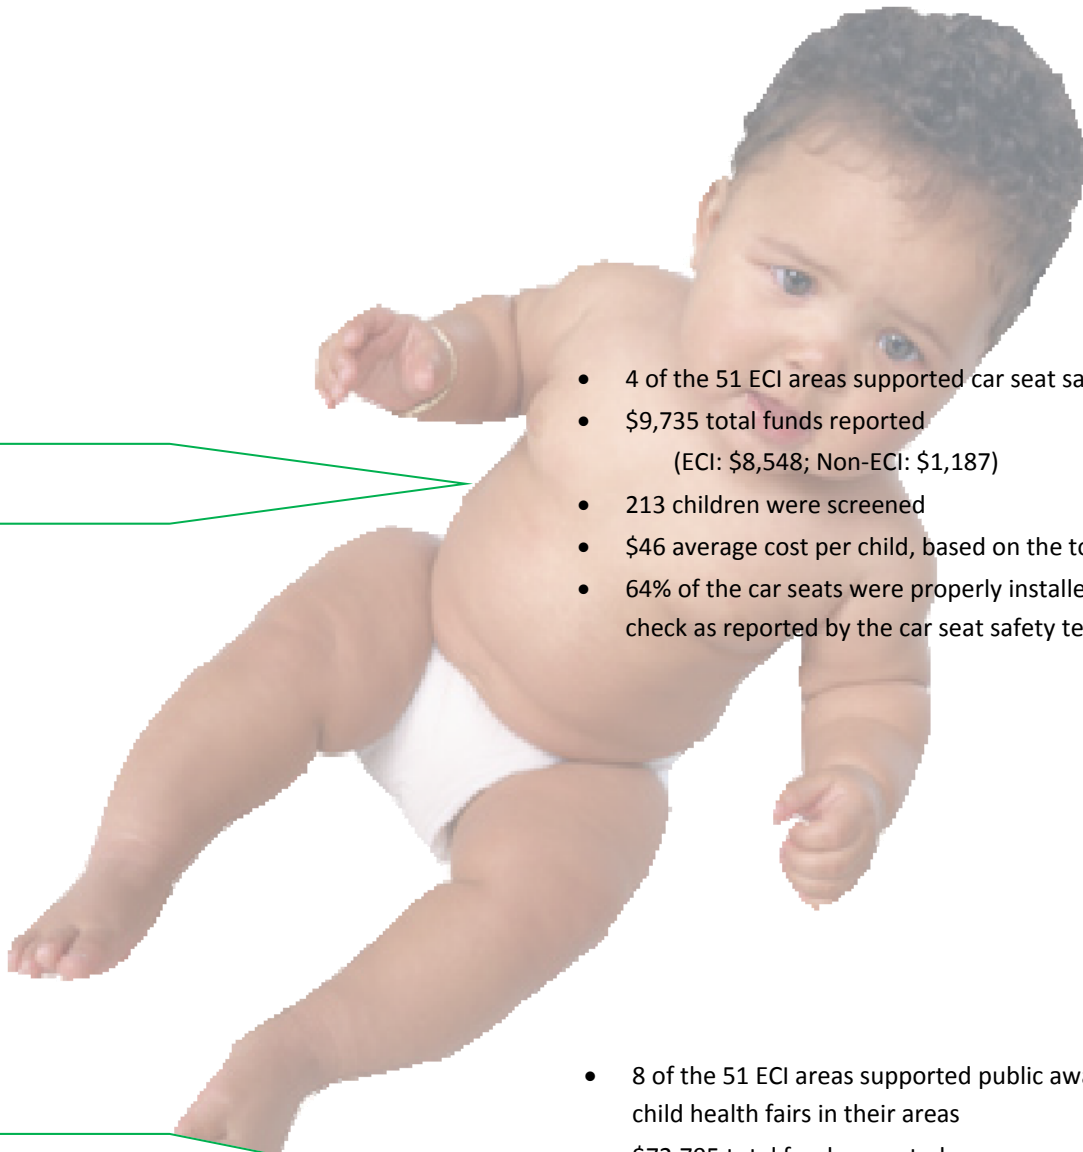 • 4 of the 51 ECI areas supported car seat sa
• $9,735 total funds reported
(ECI: $8,548; Non-ECI: $1,187)
• 213 children were screened
• $46 average cost per child, based on the to
• 64% of the car seats were properly installe
check as reported by the car seat safety te
• 8 of the 51 ECI areas supported public awa
child health fairs in their areas